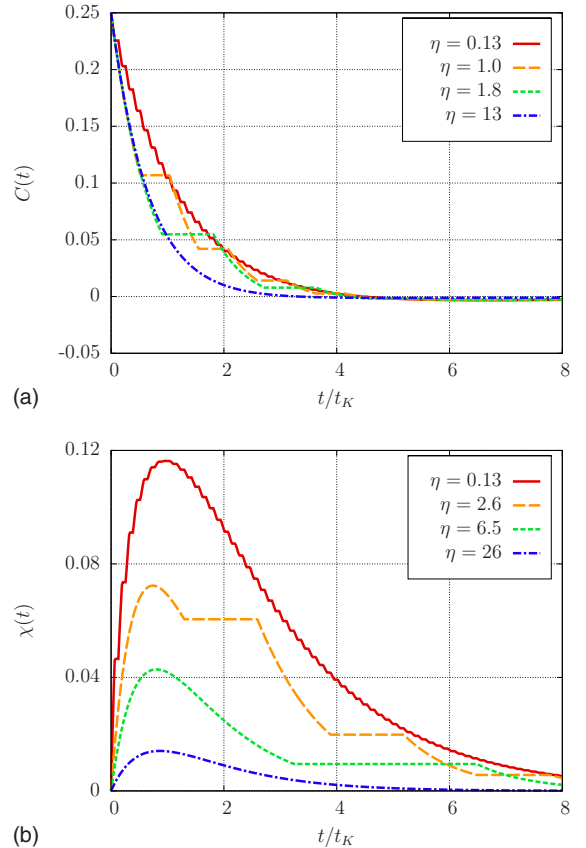 0.25
0.2
0.15
0.1
0.05
0
-0.05
C(t)
η = 0.13
η = 1.0
η = 1.8
η = 13
0 2 4 6 8
t/t_K
(a)
0.12
0.08
0.04
0
χ(t)
η = 0.13
η = 2.6
η = 6.5
η = 26
0 2 4 6 8
t/t_K
(b)